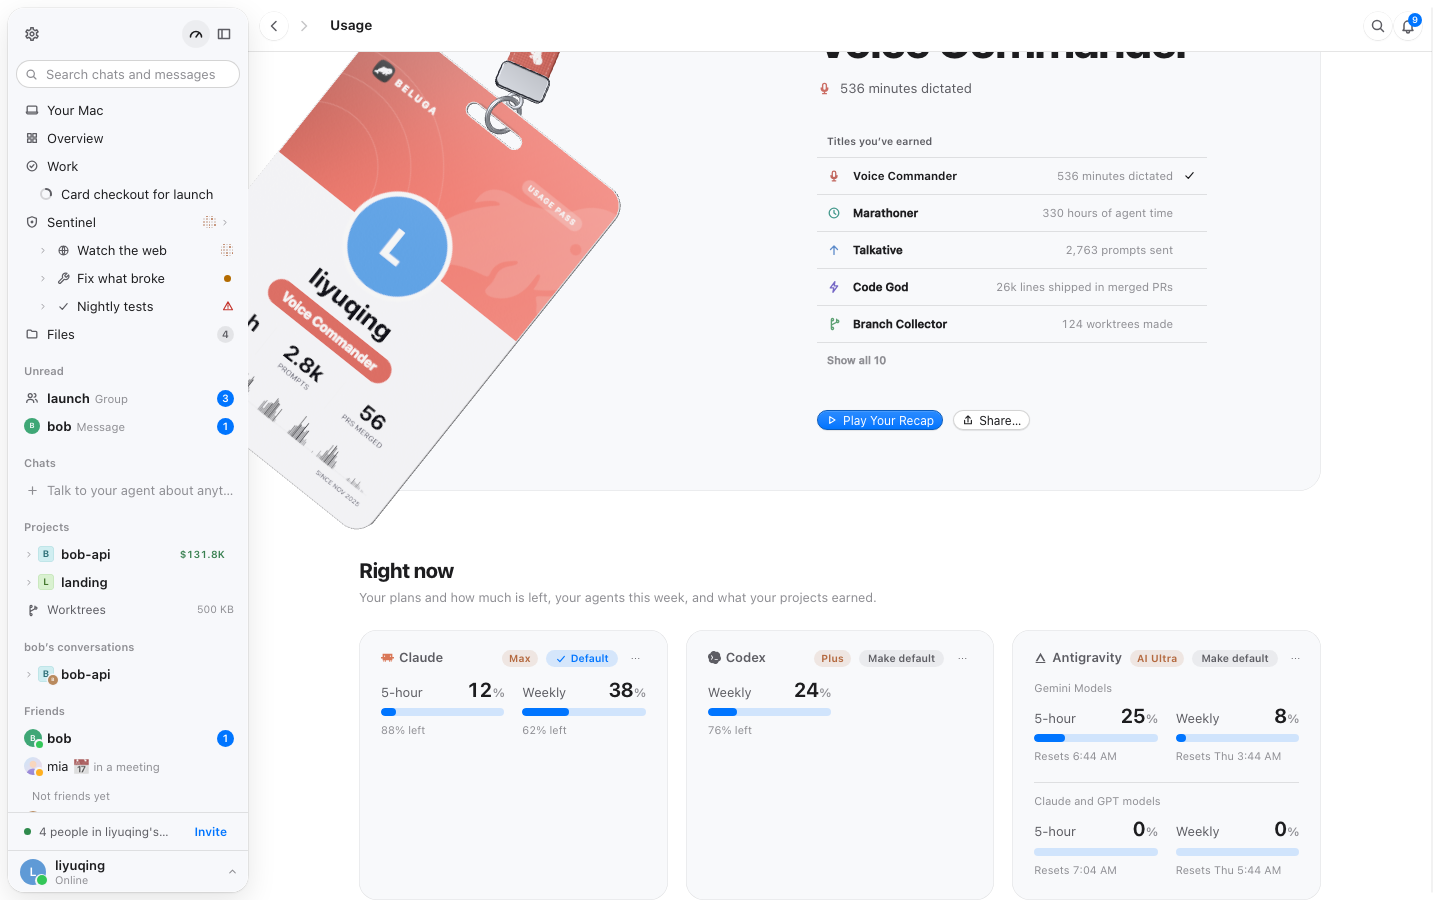 Usage
9
Search chats and messages
Your Mac
Overview
Work
Card checkout for launch
Sentinel
Watch the web
Fix what broke
Nightly tests
Files
4
Unread
launch Group
3
B
bob Message
1
Chats
Talk to your agent about anyt...
Projects
B
bob-api
$131.8K
L
landing
Worktrees
500 KB
bob's conversations
B
bob-api
Friends
B
bob
1
mia
in a meeting
Not friends yet
4 people in liyuqing's...
Invite
L
liyuqing
Online
BELUGA
USAGE PASS
L
liyuqing
Voice Commander
2.8k
PROMPTS
56
PRS MERGED
SINCE NOV 2025
Voice Commander
536 minutes dictated
Titles you've earned
Voice Commander
536 minutes dictated
Marathoner
330 hours of agent time
Talkative
2,763 prompts sent
Code God
26k lines shipped in merged PRs
Branch Collector
124 worktrees made
Show all 10
Play Your Recap
Share...
Right now
Your plans and how much is left, your agents this week, and what your projects earned.
Claude
Max
Default
5-hour
12%
88% left
Weekly
38%
62% left
Codex
Plus
Make default
Weekly
24%
76% left
Antigravity
AI Ultra
Make default
Gemini Models
5-hour
25%
Resets 6:44 AM
Weekly
8%
Resets Thu 3:44 AM
Claude and GPT models
5-hour
0%
Resets 7:04 AM
Weekly
0%
Resets Thu 5:44 AM